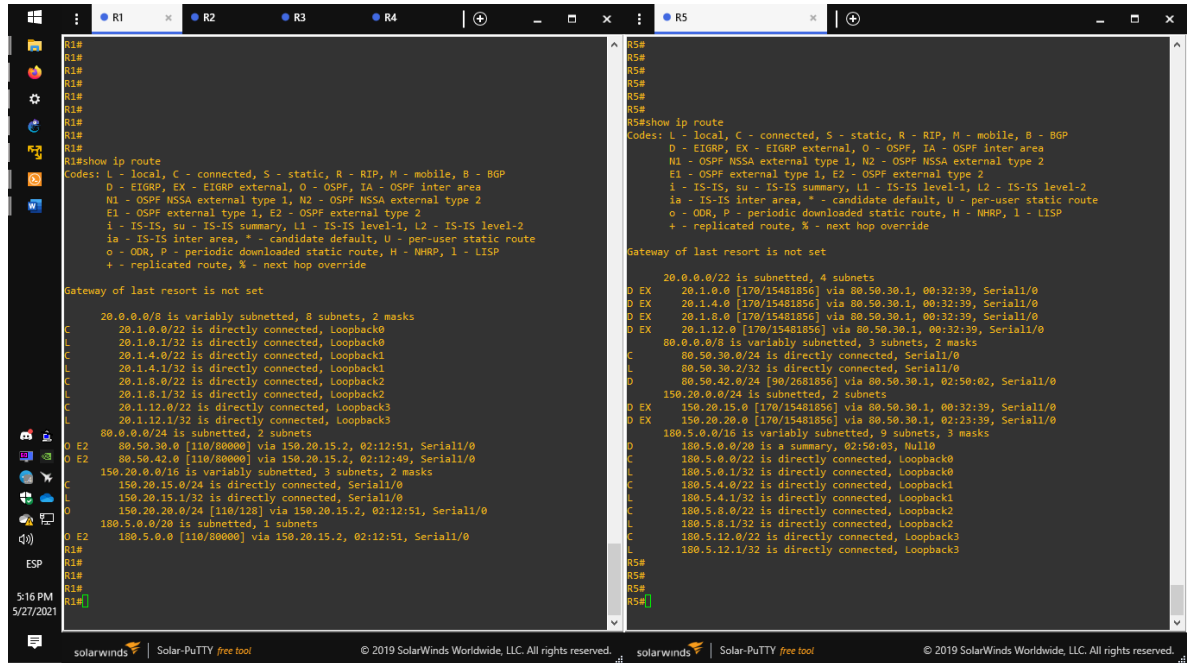 R1
R2
R3
R4
R1#
R1#
R1#
R1#
R1#
R1#
R1#
R1#
R1#
R1#show ip route
Codes: L - local, C - connected, S - static, R - RIP, M - mobile, B - BGP
D - EIGRP, EX - EIGRP external, O - OSPF, IA - OSPF inter area
N1 - OSPF NSSA external type 1, N2 - OSPF NSSA external type 2
E1 - OSPF external type 1, E2 - OSPF external type 2
i - IS-IS, su - IS-IS summary, L1 - IS-IS level-1, L2 - IS-IS level-2
ia - IS-IS inter area, * - candidate default, U - per-user static route
o - ODR, P - periodic downloaded static route, H - NHRP, l - LISP
+ - replicated route, % - next hop override
Gateway of last resort is not set
20.0.0.0/8 is variably subnetted, 8 subnets, 2 masks
C 20.1.0.0/22 is directly connected, Loopback0
L 20.1.0.1/32 is directly connected, Loopback0
C 20.1.4.0/22 is directly connected, Loopback1
L 20.1.4.1/32 is directly connected, Loopback1
C 20.1.8.0/22 is directly connected, Loopback2
L 20.1.8.1/32 is directly connected, Loopback2
C 20.1.12.0/22 is directly connected, Loopback3
L 20.1.12.1/32 is directly connected, Loopback3
80.0.0.0/24 is subnetted, 2 subnets
O E2 80.50.30.0 [110/80000] via 150.20.15.2, 02:12:51, Serial1/0
O E2 80.50.42.0 [110/80000] via 150.20.15.2, 02:12:49, Serial1/0
150.20.0.0/16 is variably subnetted, 3 subnets, 2 masks
C 150.20.15.0/24 is directly connected, Serial1/0
L 150.20.15.1/32 is directly connected, Serial1/0
O 150.20.20.0/24 [110/128] via 150.20.15.2, 02:12:51, Serial1/0
180.5.0.0/20 is subnetted, 1 subnets
O E2 180.5.0.0 [110/80000] via 150.20.15.2, 02:12:51, Serial1/0
R1#
R1#
R1#
R1#
R1#
solarwinds | Solar-PuTTY free tool
© 2019 SolarWinds Worldwide, LLC. All rights reserved.
R5
R5#
R5#
R5#
R5#
R5#
R5#
R5#show ip route
Codes: L - local, C - connected, S - static, R - RIP, M - mobile, B - BGP
D - EIGRP, EX - EIGRP external, O - OSPF, IA - OSPF inter area
N1 - OSPF NSSA external type 1, N2 - OSPF NSSA external type 2
E1 - OSPF external type 1, E2 - OSPF external type 2
i - IS-IS, su - IS-IS summary, L1 - IS-IS level-1, L2 - IS-IS level-2
ia - IS-IS inter area, * - candidate default, U - per-user static route
o - ODR, P - periodic downloaded static route, H - NHRP, l - LISP
+ - replicated route, % - next hop override
Gateway of last resort is not set
20.0.0.0/22 is subnetted, 4 subnets
D EX 20.1.0.0 [170/15481856] via 80.50.30.1, 00:32:39, Serial1/0
D EX 20.1.4.0 [170/15481856] via 80.50.30.1, 00:32:39, Serial1/0
D EX 20.1.8.0 [170/15481856] via 80.50.30.1, 00:32:39, Serial1/0
D EX 20.1.12.0 [170/15481856] via 80.50.30.1, 00:32:39, Serial1/0
80.0.0.0/8 is variably subnetted, 3 subnets, 2 masks
C 80.50.30.0/24 is directly connected, Serial1/0
L 80.50.30.2/32 is directly connected, Serial1/0
D 80.50.42.0/24 [90/2681856] via 80.50.30.1, 02:50:02, Serial1/0
150.20.0.0/24 is subnetted, 2 subnets
D EX 150.20.15.0 [170/15481856] via 80.50.30.1, 00:32:39, Serial1/0
D EX 150.20.20.0 [170/15481856] via 80.50.30.1, 02:23:39, Serial1/0
180.5.0.0/16 is variably subnetted, 9 subnets, 3 masks
D 180.5.0.0/20 is a summary, 02:50:03, Null0
C 180.5.0.0/22 is directly connected, Loopback0
L 180.5.0.1/32 is directly connected, Loopback0
C 180.5.4.0/22 is directly connected, Loopback1
L 180.5.4.1/32 is directly connected, Loopback1
C 180.5.8.0/22 is directly connected, Loopback2
L 180.5.8.1/32 is directly connected, Loopback2
C 180.5.12.0/22 is directly connected, Loopback3
L 180.5.12.1/32 is directly connected, Loopback3
R5#
R5#
R5#
R5#
solarwinds | Solar-PuTTY free tool
© 2019 SolarWinds Worldwide, LLC. All rights reserved.
ESP
5:16 PM
5/27/2021